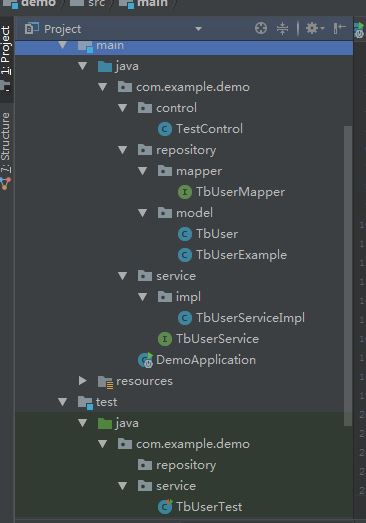 demo
src
main
Project
1: Project
7: Structure
main
java
com.example.demo
control
TestControl
repository
mapper
TbUserMapper
model
TbUser
TbUserExample
service
impl
TbUserServiceImpl
TbUserService
DemoApplication
resources
test
java
com.example.demo
repository
service
TbUserTest